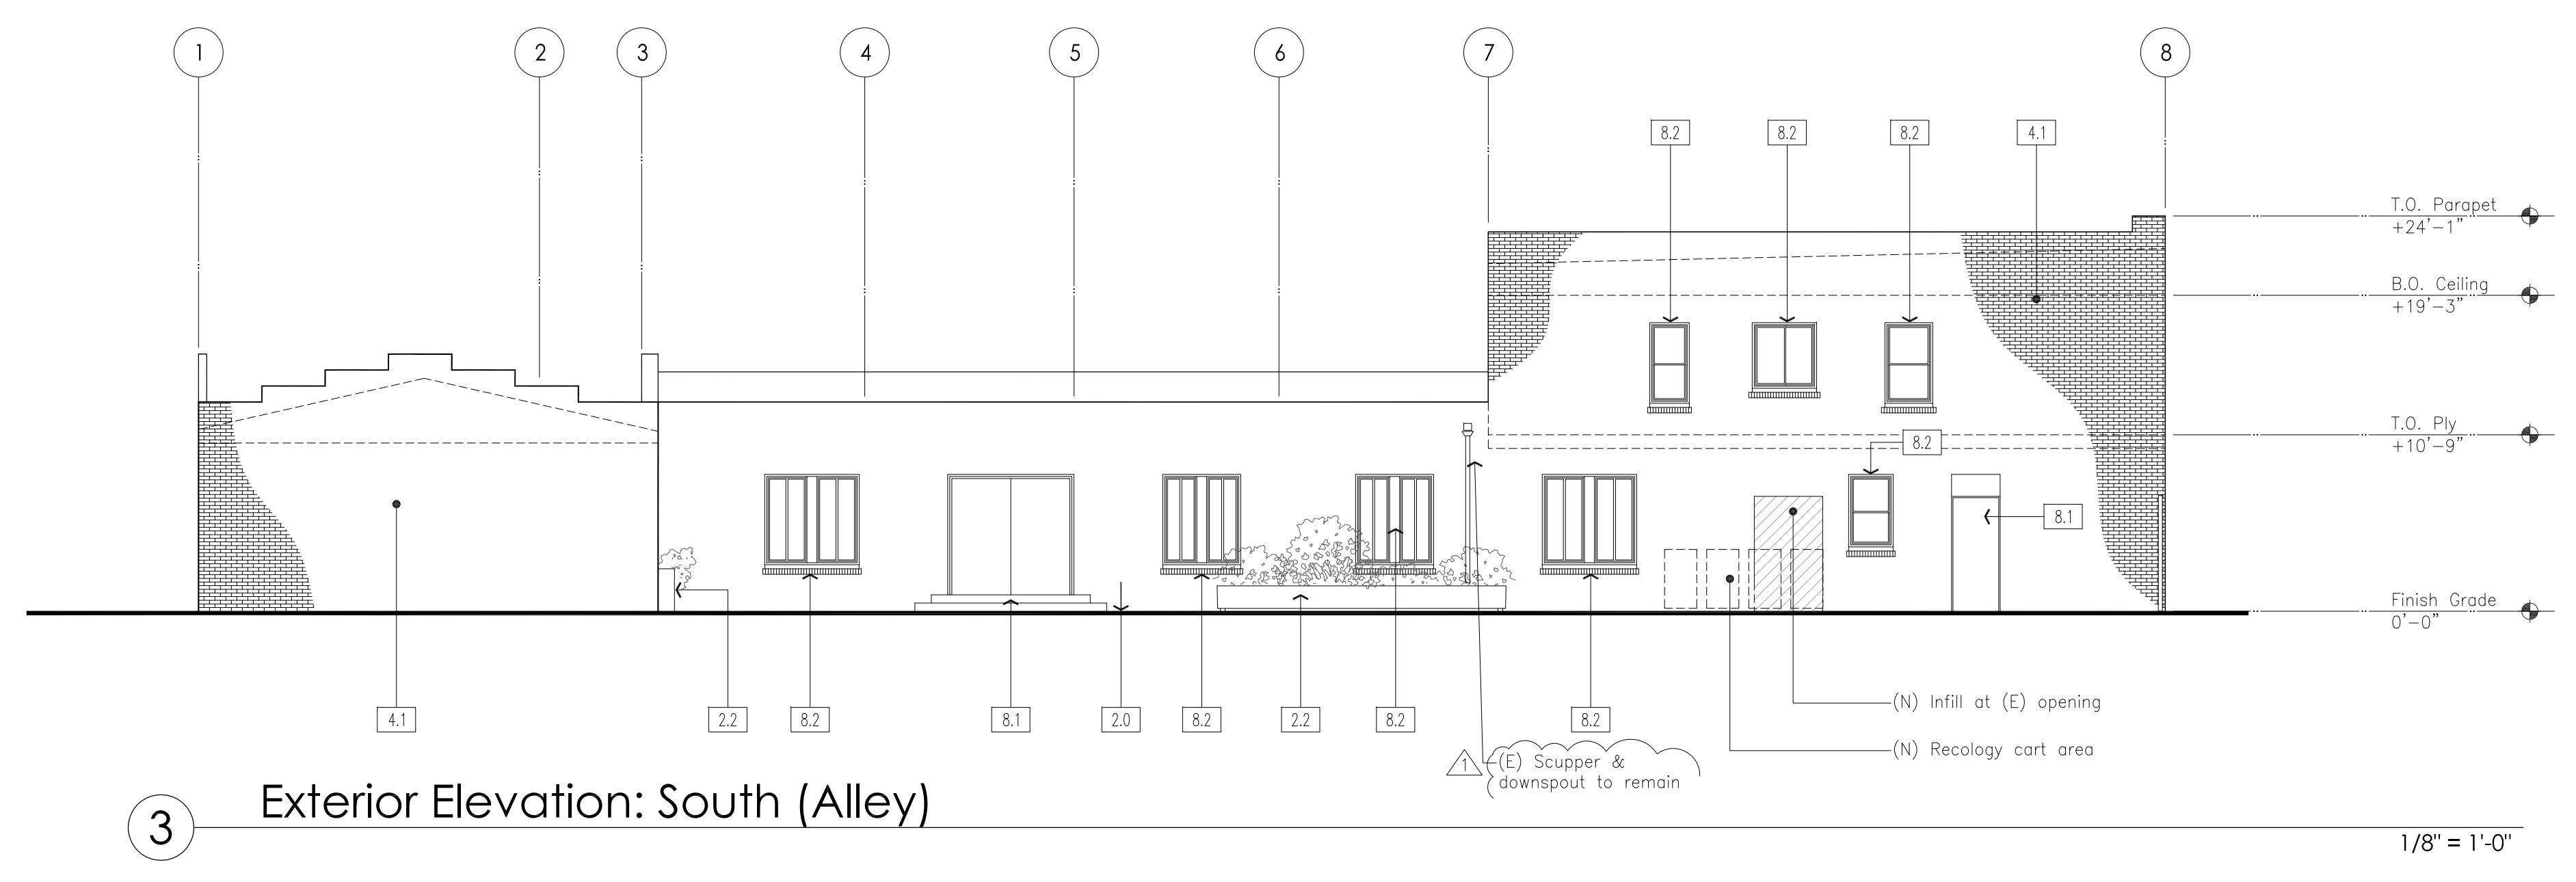 1 2 3 4 5 6 7 8
8.2 8.2 8.2 4.1
T.O. Parapet
+24'-1"
B.O. Ceiling
+19'-3"
T.O. Ply
+10'-9"
8.2
8.1
Finish Grade
0'-0"
4.1 2.2 8.2 8.1 2.0 8.2 2.2 8.2 8.2
(N) Infill at (E) opening
(N) Recology cart area
1 (E) Scupper &
downspout to remain
3 Exterior Elevation: South (Alley)
1/8" = 1'-0"